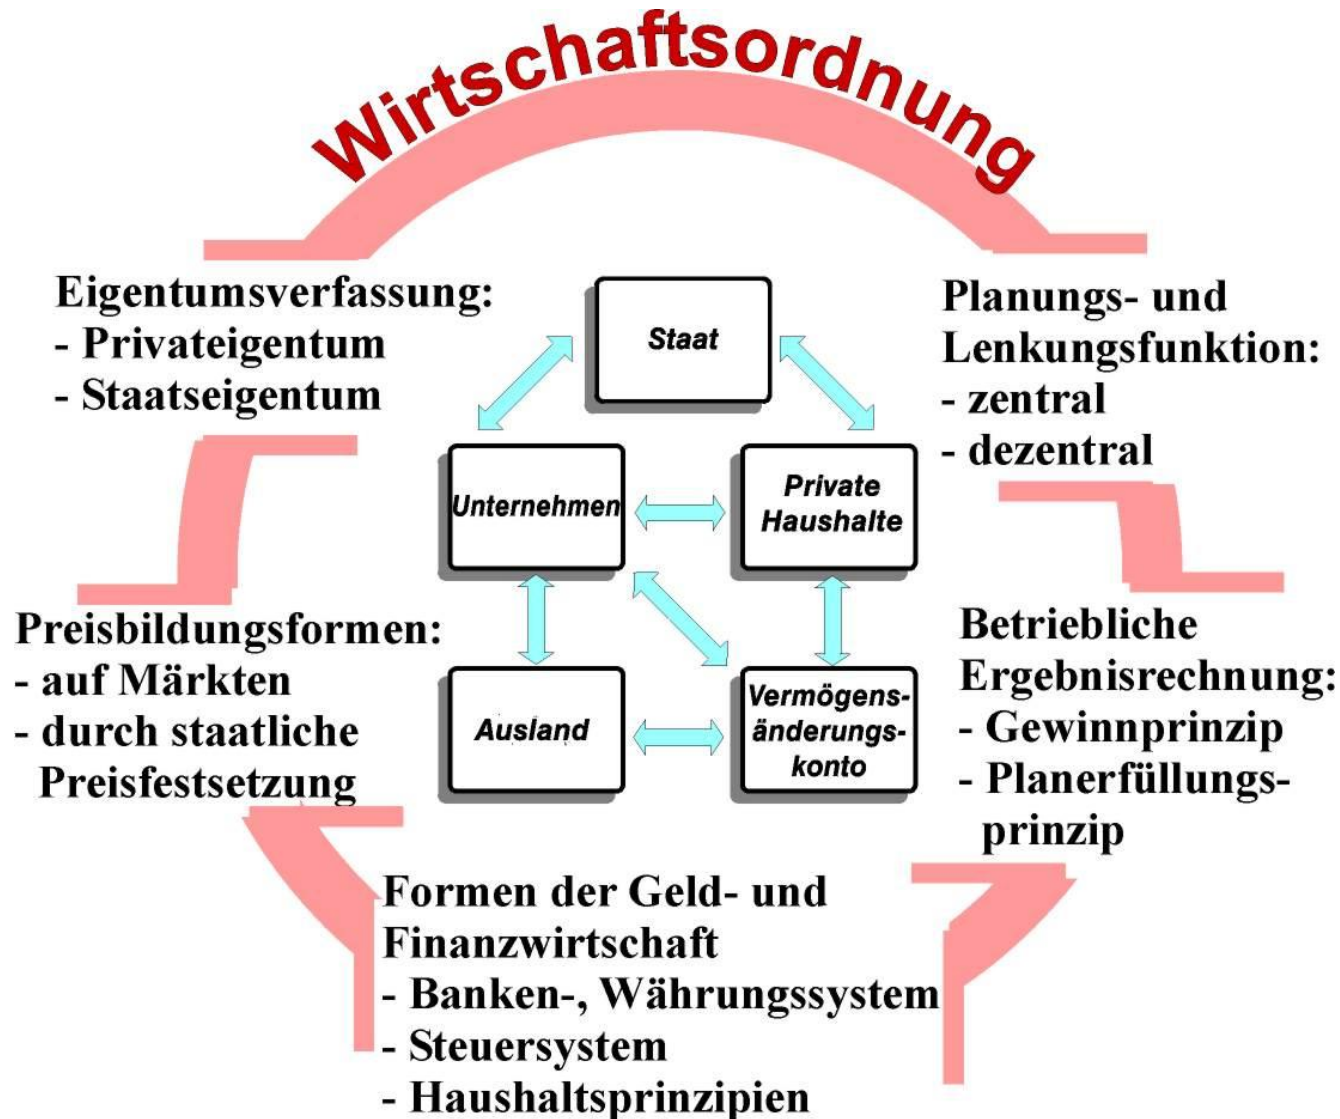 Wirtschaftsordnung
Eigentumsverfassung:
- Privateigentum
- Staatseigentum
Planungs- und
Lenkungsfunktion:
- zentral
- dezentral
Staat
Unternehmen
Private
Haushalte
Ausland
Vermögens-
änderungs-
konto
Preisbildungsformen:
- auf Märkten
- durch staatliche
Preisfestsetzung
Betriebliche
Ergebnisrechnung:
- Gewinnprinzip
- Planerfüllungs-
prinzip
Formen der Geld- und
Finanzwirtschaft
- Banken-, Währungssystem
- Steuersystem
- Haushaltsprinzipien